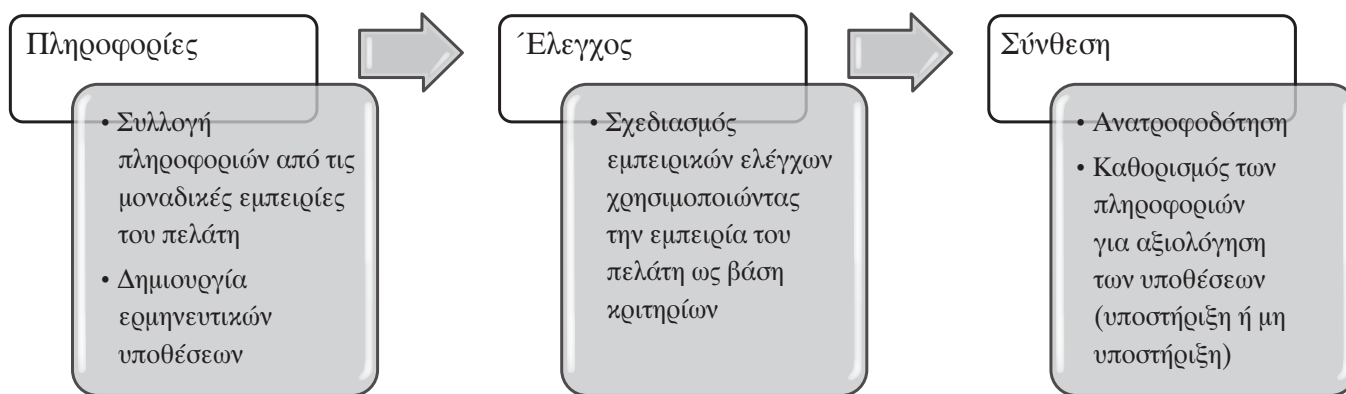 Πληροφορίες
• Συλλογή
πληροφοριών από τις
μοναδικές εμπειρίες
του πελάτη
• Δημιουργία
ερμηνευτικών
υποθέσεων
Έλεγχος
• Σχεδιασμός
εμπειρικών ελέγχων
χρησιμοποιώντας
την εμπειρία του
πελάτη ως βάση
κριτηρίων
Σύνθεση
• Ανατροφοδότηση
• Καθορισμός των
πληροφοριών
για αξιολόγηση
των υποθέσεων
(υποστήριξη ή μη
υποστήριξη)